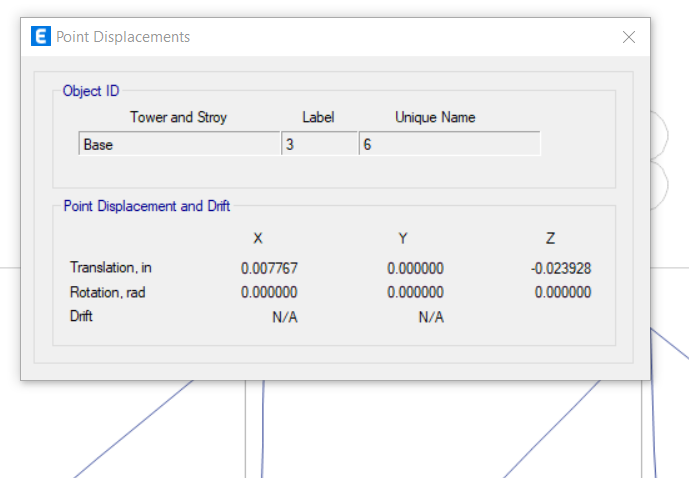 E Point Displacements
Object ID
Tower and Stroy Label Unique Name
Base 3 6
Point Displacement and Drift
X Y Z
Translation, in 0.007767 0.000000 -0.023928
Rotation, rad 0.000000 0.000000 0.000000
Drift N/A N/A